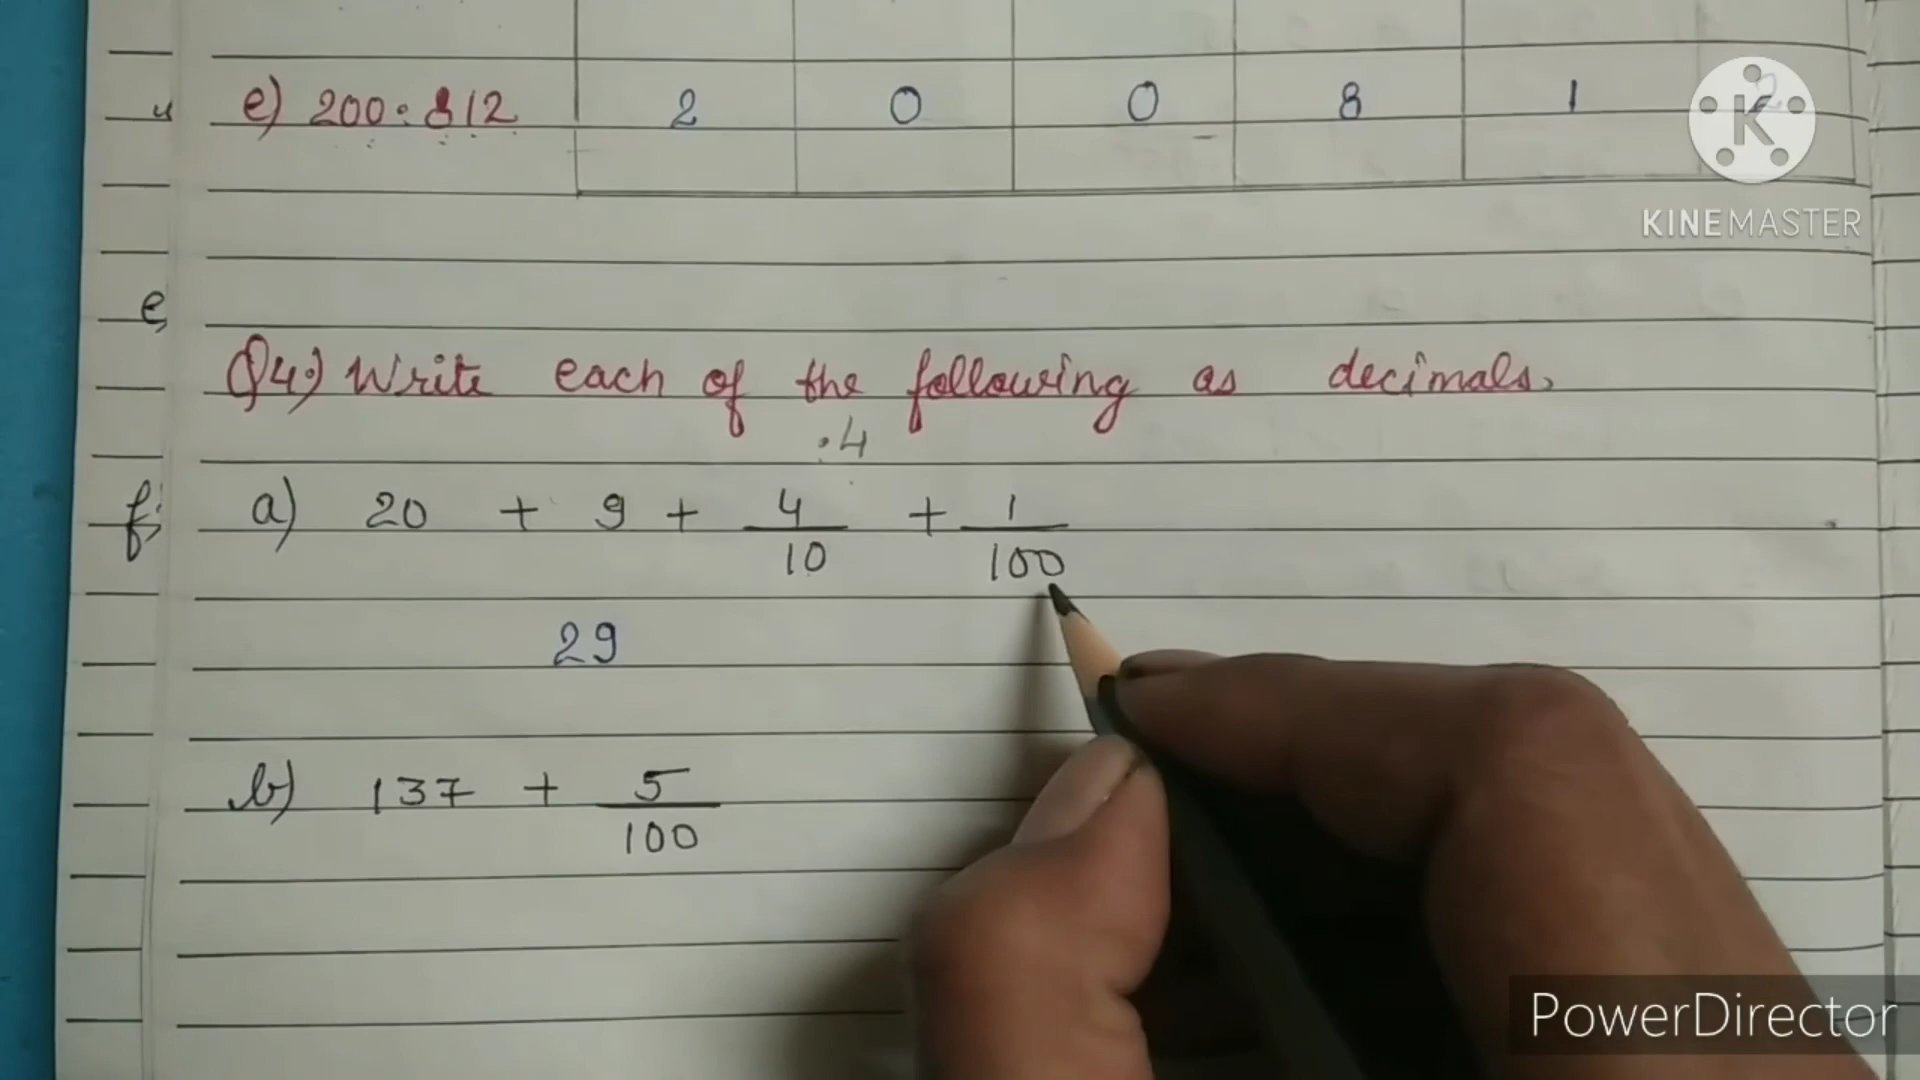 e) 200.812 2 0 0 8 1 2
KINEMASTER
e,
Q4.) Write each of the following as decimals.
.4
a) 20 + 9 + 4/10 + 1/100
29
b) 137 + 5/100
PowerDirector